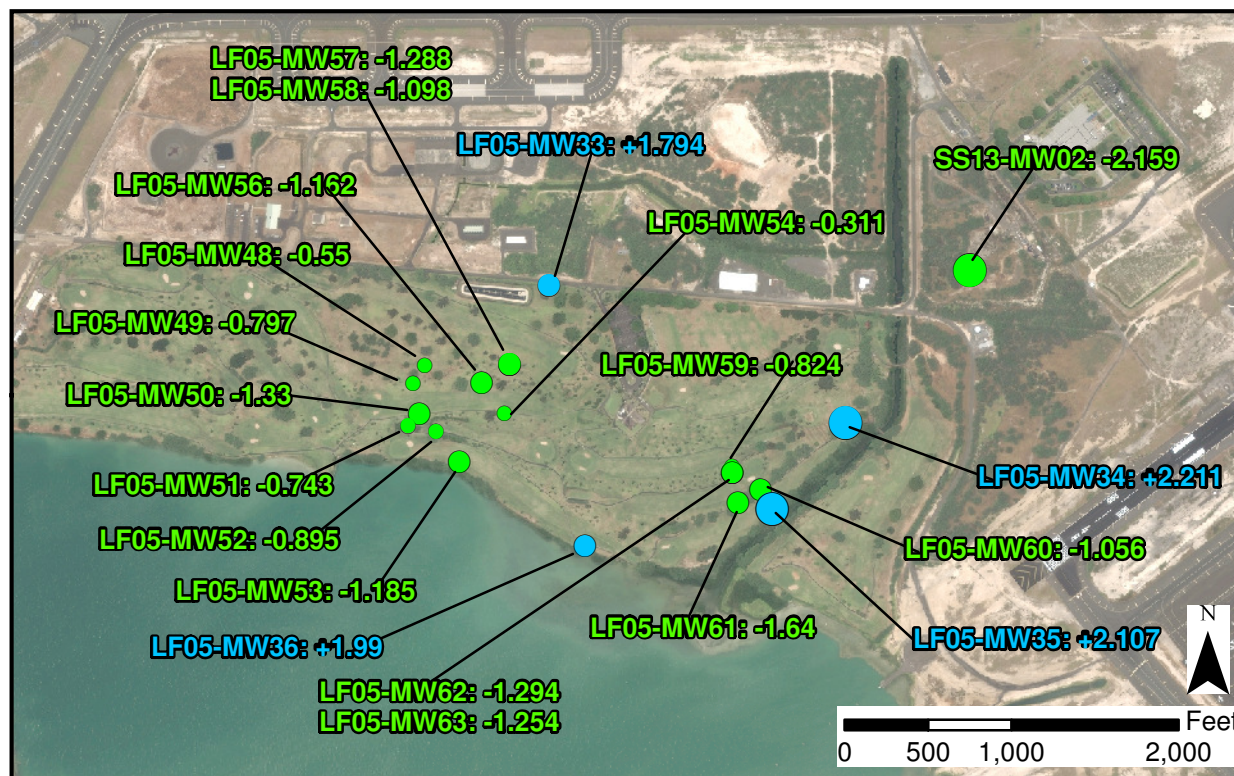 LF05-MW57: -1.288
LF05-MW58: -1.098
LF05-MW33: +1.794
SS13-MW02: -2.159
LF05-MW56: -1.162
LF05-MW54: -0.311
LF05-MW48: -0.55
LF05-MW49: -0.797
LF05-MW59: -0.824
LF05-MW50: -1.33
LF05-MW34: +2.211
LF05-MW51: -0.743
LF05-MW52: -0.895
LF05-MW60: -1.056
LF05-MW53: -1.185
LF05-MW61: -1.64
LF05-MW36: +1.99
LF05-MW35: +2.107
LF05-MW62: -1.294
LF05-MW63: -1.254
N
Feet
0 500 1,000 2,000